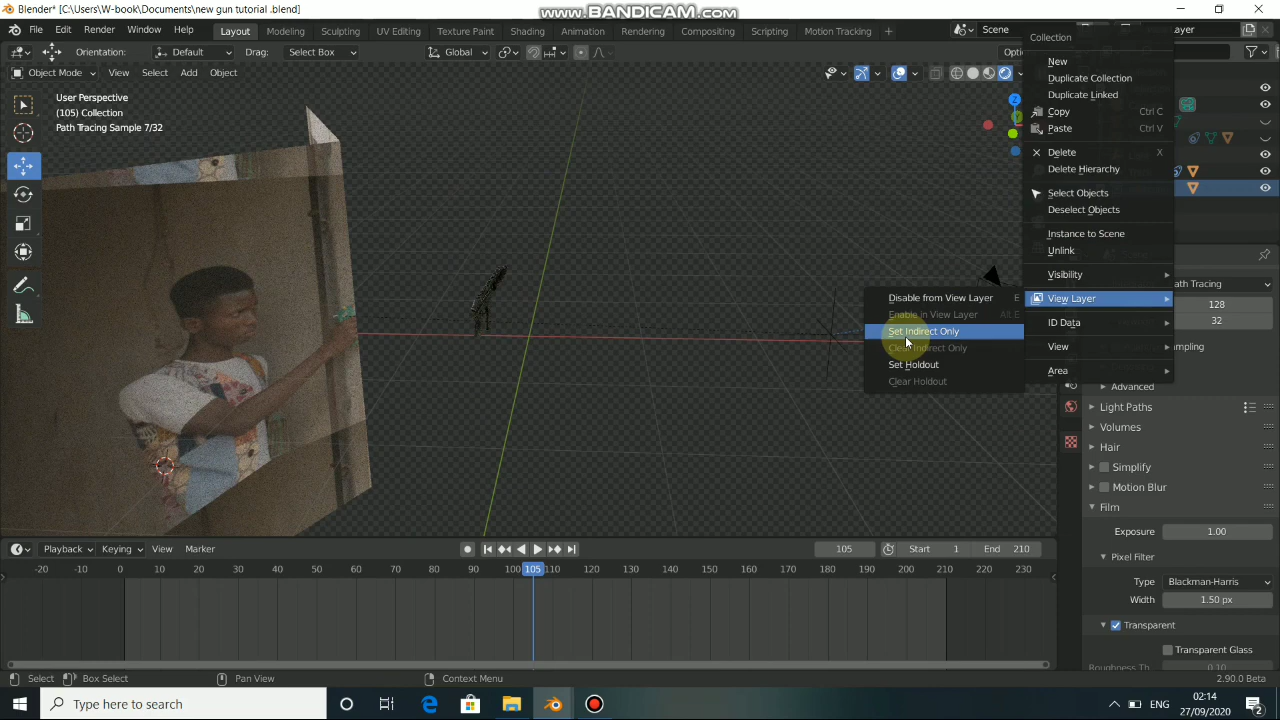 Blender* [C:\Users\W-book\Documents\new gun tutorial .blend]
www.BANDICAM.com
File Edit Render Window Help
Layout Modeling Sculpting UV Editing Texture Paint Shading Animation Rendering Compositing Scripting Motion Tracking +
Scene
Layer
Orientation: Default Drag: Select Box Global
Object Mode View Select Add Object
User Perspective
(105) Collection
Path Tracing Sample 7/32
Z
Y
Collection
New
Duplicate Collection
Duplicate Linked
Copy Ctrl C
Paste Ctrl V
Delete X
Delete Hierarchy
Select Objects
Deselect Objects
Instance to Scene
Unlink
Visibility
View Layer
ID Data
View
Area
Disable from View Layer E
Enable in View Layer Alt E
Set Indirect Only
Clear Indirect Only
Set Holdout
Clear Holdout
Path Tracing
128
32
Advanced
Light Paths
Volumes
Hair
Simplify
Motion Blur
Film
Exposure 1.00
Pixel Filter
Type Blackman-Harris
Width 1.50 px
Transparent
Transparent Glass
Roughness Th 0.10
Playback Keying View Marker
105 Start 1 End 210
-20 -10 0 10 20 30 40 50 60 70 80 90 100 105 110 120 130 140 150 160 170 180 190 200 210 220 230
Select Box Select Pan View Context Menu
2.90.0 Beta
Type here to search
02:14
27/09/2020
2